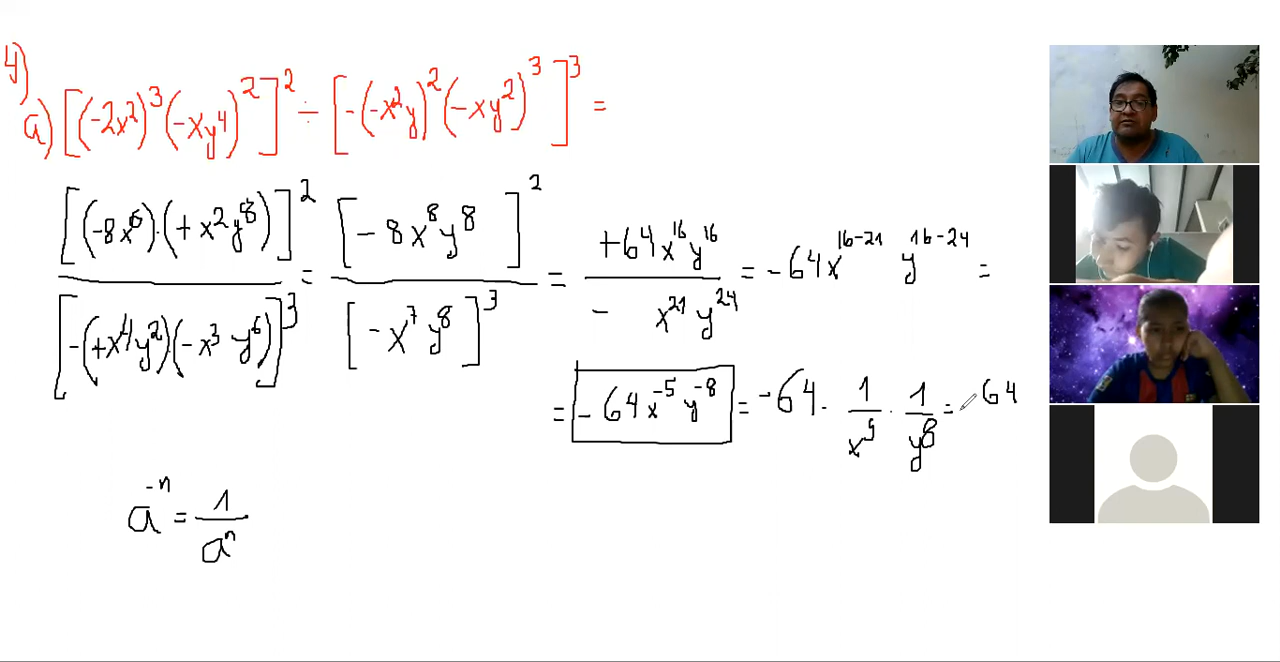 4)
a) [(-2x²)³(-xy⁴)²]² ÷ [-(-x²y)²(-xy²)³]³ =
[(-8x⁶)·(+x²y⁸)]² / [-(+x⁴y²)(-x³y⁶)]³ = [-8x⁸y⁸]² / [-x⁷y⁸]³ = +64x¹⁶y¹⁶ / -x²¹y²⁴ = -64x¹⁶⁻²¹ y¹⁶⁻²⁴ =
= -64x⁻⁵y⁻⁸ = -64 · 1/x⁵ · 1/y⁸ = -64
a⁻ⁿ = 1/aⁿ